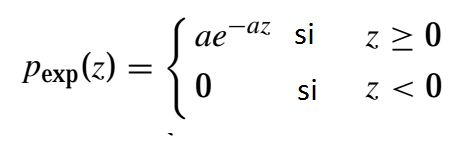 p_exp(z) = { ae^{-az} si z ≥ 0
0 si z < 0